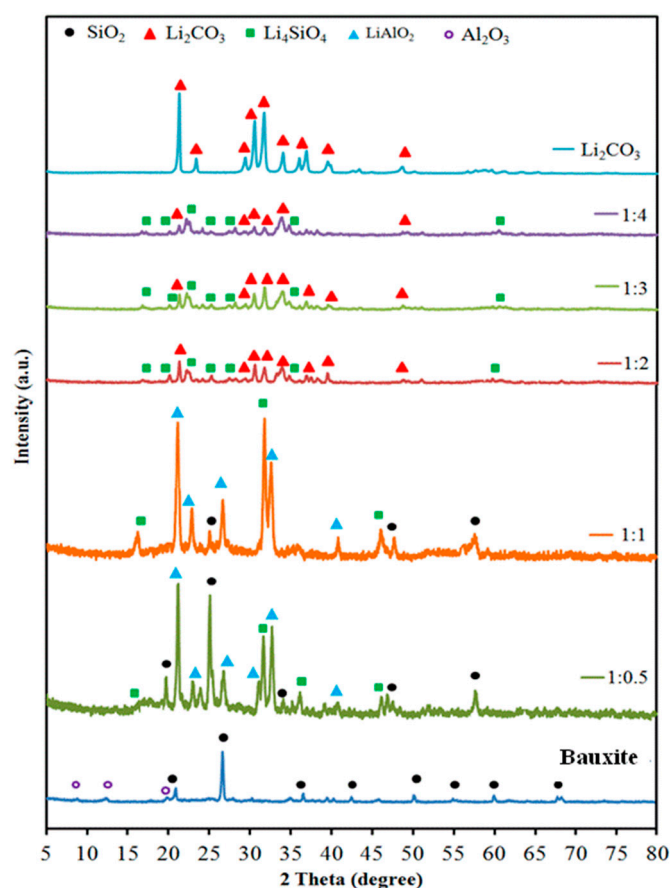 SiO₂ Li₂CO₃ Li₄SiO₄ LiAlO₂ Al₂O₃
Li₂CO₃
1:4
1:3
1:2
1:1
1:0.5
Bauxite
Intensity (a.u.)
5 10 15 20 25 30 35 40 45 50 55 60 65 70 75 80
2 Theta (degree)